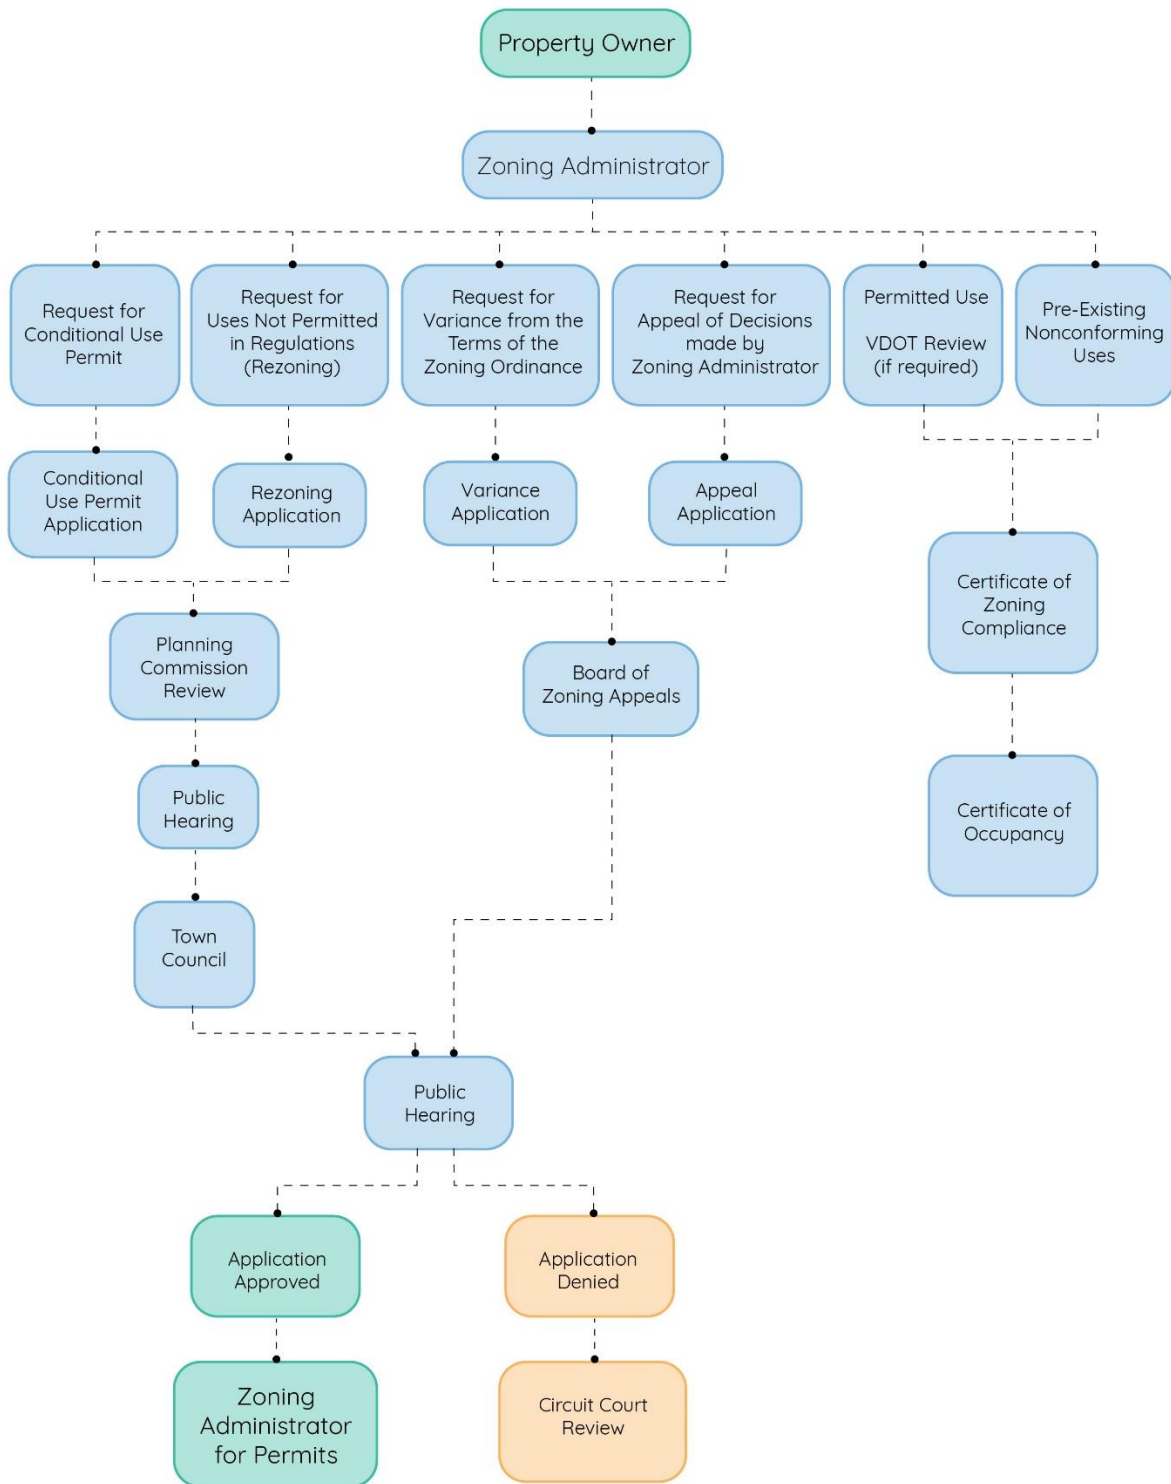 Property Owner
Zoning Administrator
Request for
Conditional Use
Permit
Request for
Uses Not Permitted
in Regulations
(Rezoning)
Request for
Variance from the
Terms of the
Zoning Ordinance
Request for
Appeal of Decisions
made by
Zoning Administrator
Permitted Use
VDOT Review
(if required)
Pre-Existing
Nonconforming
Uses
Conditional
Use Permit
Application
Rezoning
Application
Variance
Application
Appeal
Application
Certificate of
Zoning
Compliance
Planning
Commission
Review
Board of
Zoning Appeals
Public
Hearing
Certificate of
Occupancy
Town
Council
Public
Hearing
Application
Approved
Application
Denied
Zoning
Administrator
for Permits
Circuit Court
Review